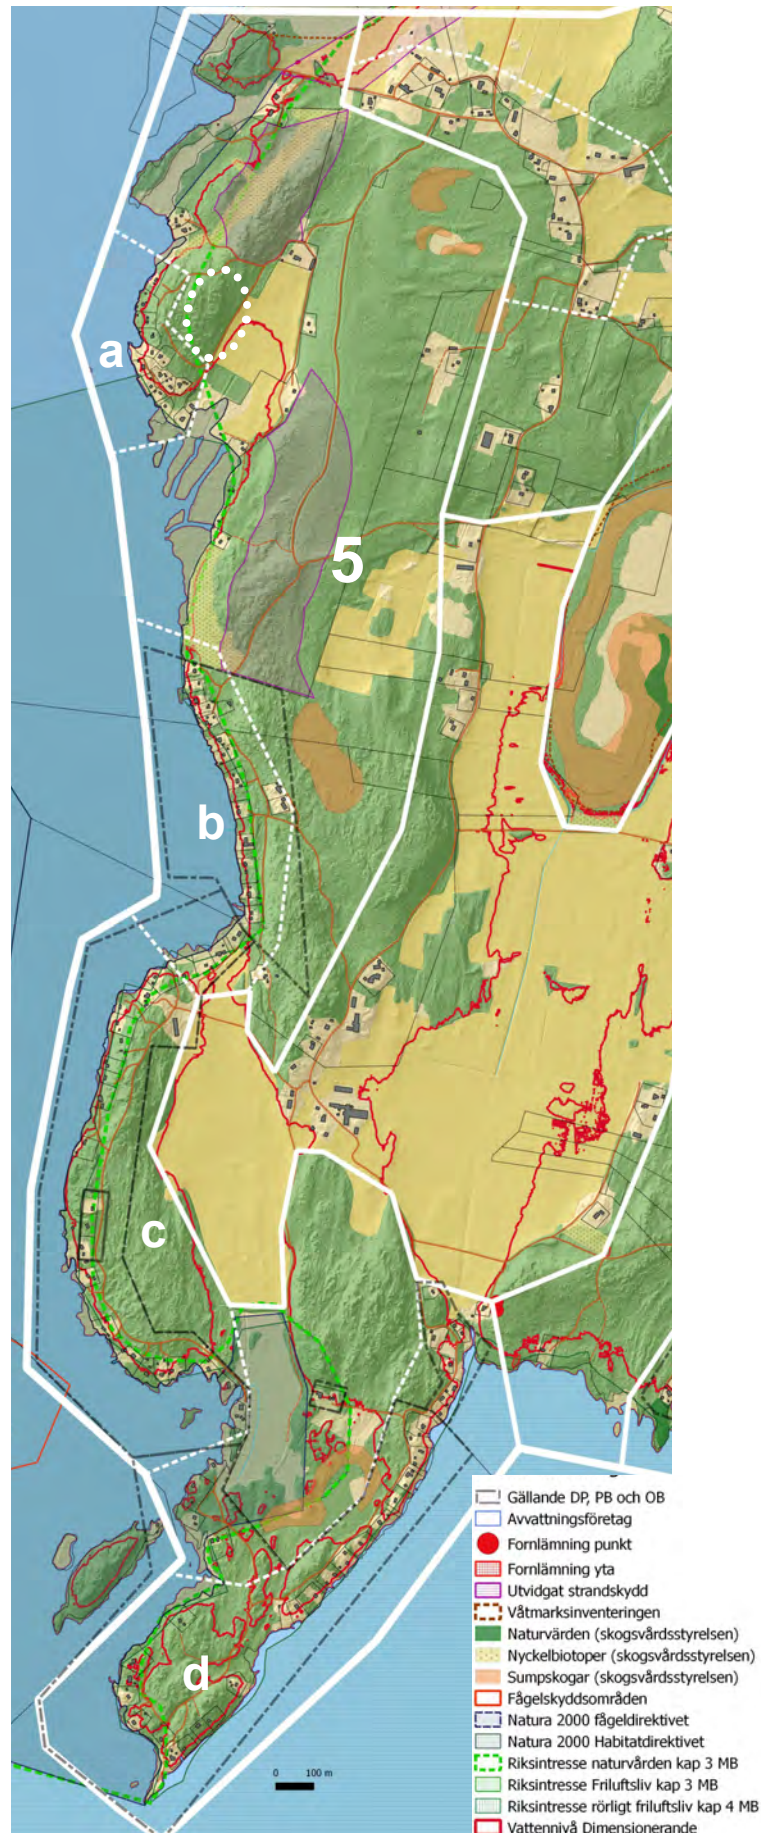 a
5
b
c
d
0 100 m
Gällande DP, PB och OB
Avvattningsföretag
Fornlämning punkt
Fornlämning yta
Utvidgat strandskydd
Våtmarksinventeringen
Naturvärden (skogsvårdsstyrelsen)
Nyckelbiotoper (skogsvårdsstyrelsen)
Sumpskogar (skogsvårdsstyrelsen)
Fågelskyddsområden
Natura 2000 fågeldirektivet
Natura 2000 Habitatdirektivet
Riksintresse naturvården kap 3 MB
Riksintresse Friluftsliv kap 3 MB
Riksintresse rörligt friluftsliv kap 4 MB
Vattennivå Dimensionerande